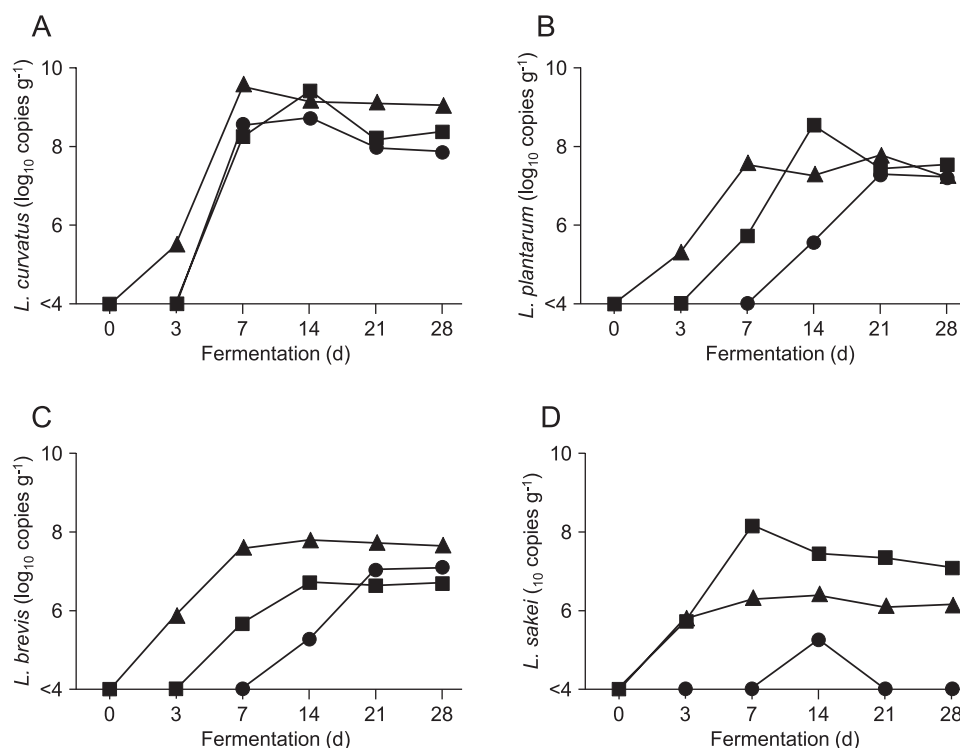 A
L. curvatus (log₁₀ copies g⁻¹)
10
8
6
<4
0 3 7 14 21 28
Fermentation (d)
B
L. plantarum (log₁₀ copies g⁻¹)
10
8
6
<4
0 3 7 14 21 28
Fermentation (d)
C
L. brevis (log₁₀ copies g⁻¹)
10
8
6
<4
0 3 7 14 21 28
Fermentation (d)
D
L. sakei (₁₀ copies g⁻¹)
10
8
6
<4
0 3 7 14 21 28
Fermentation (d)